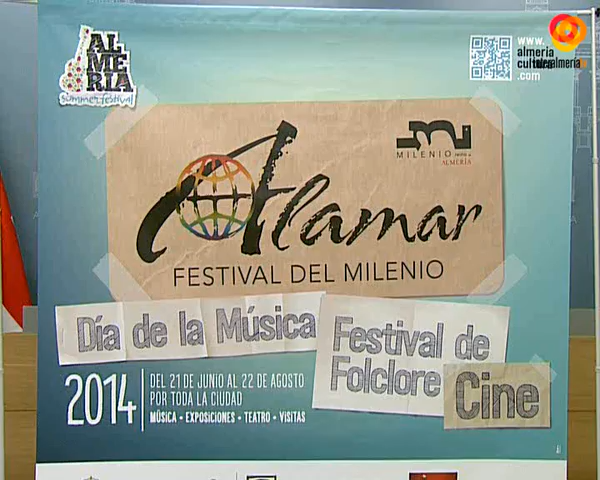 ALMERIA
summer festival
www.
almeria
cultura
.com
MILENIO
ALMERÍA
Alamar
FESTIVAL DEL MILENIO
Día de la Música
Festival de
Folclore
Cine
2014
DEL 21 DE JUNIO AL 22 DE AGOSTO
POR TODA LA CIUDAD
MÚSICA • EXPOSICIONES • TEATRO • VISITAS